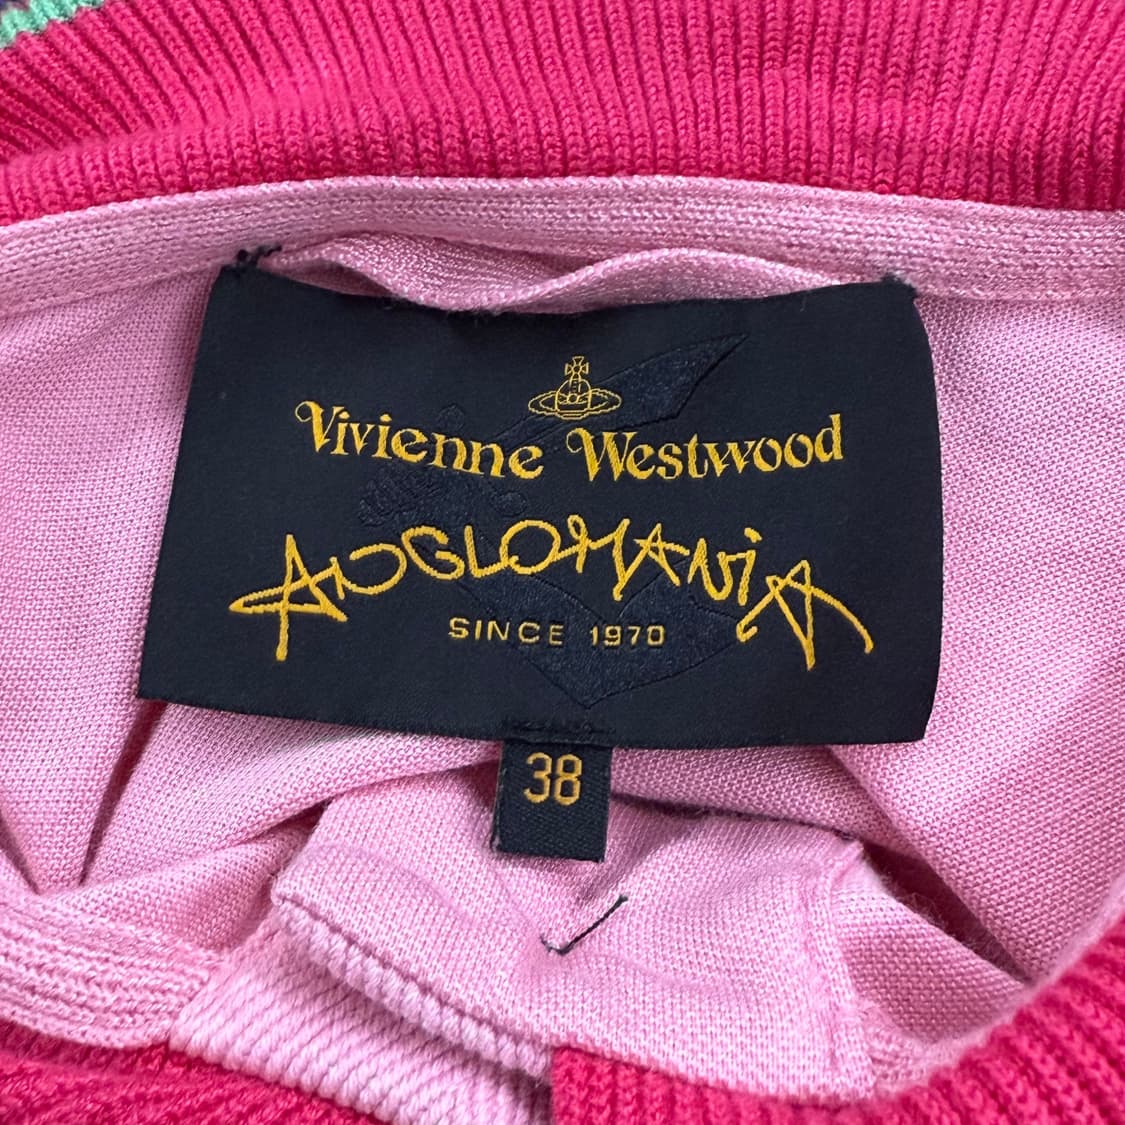 Vivienne Westwood
ANGLOMANiA
SINCE 1970
38